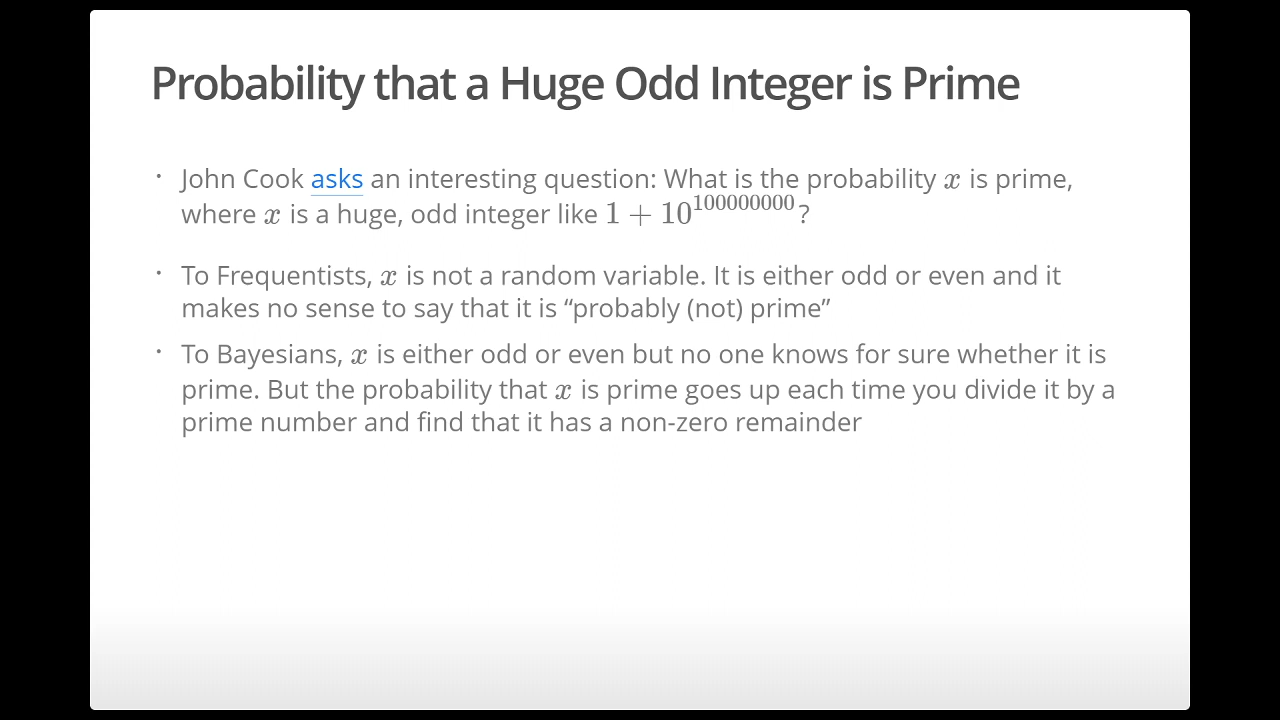 Probability that a Huge Odd Integer is Prime
• John Cook asks an interesting question: What is the probability x is prime,
where x is a huge, odd integer like 1 + 10^100000000?
• To Frequentists, x is not a random variable. It is either odd or even and it
makes no sense to say that it is “probably (not) prime”
• To Bayesians, x is either odd or even but no one knows for sure whether it is
prime. But the probability that x is prime goes up each time you divide it by a
prime number and find that it has a non-zero remainder